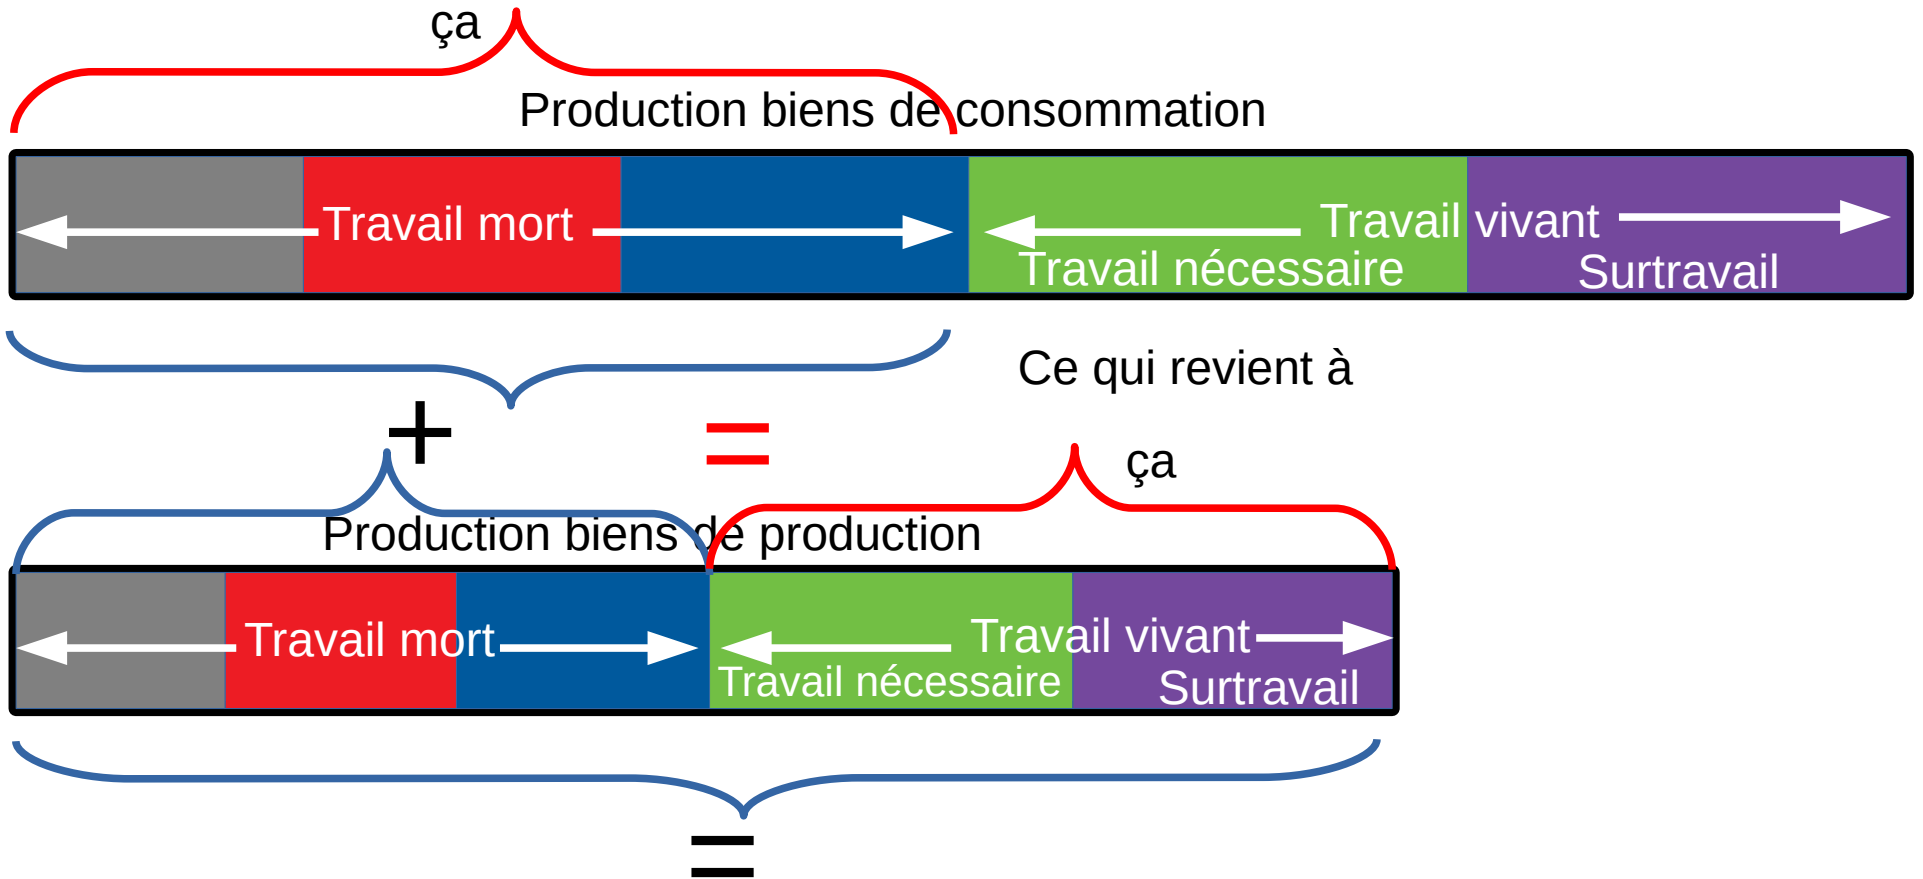 ça
Production biens de consommation
Travail mort
Travail vivant
Travail nécessaire
Surtravail
Ce qui revient à
+
=
ça
Production biens de production
Travail mort
Travail vivant
Travail nécessaire
Surtravail
=